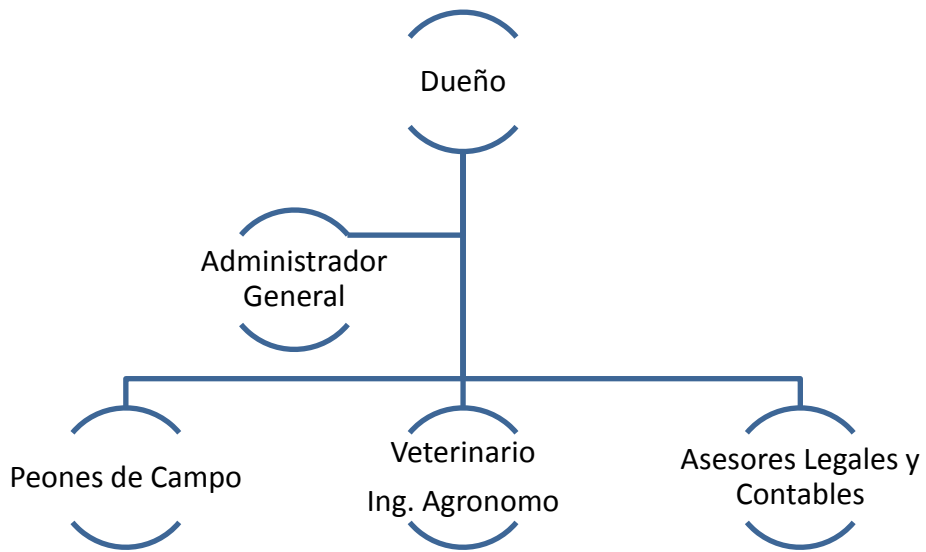 Dueño
Administrador
General
Peones de Campo
Veterinario
Ing. Agronomo
Asesores Legales y
Contables